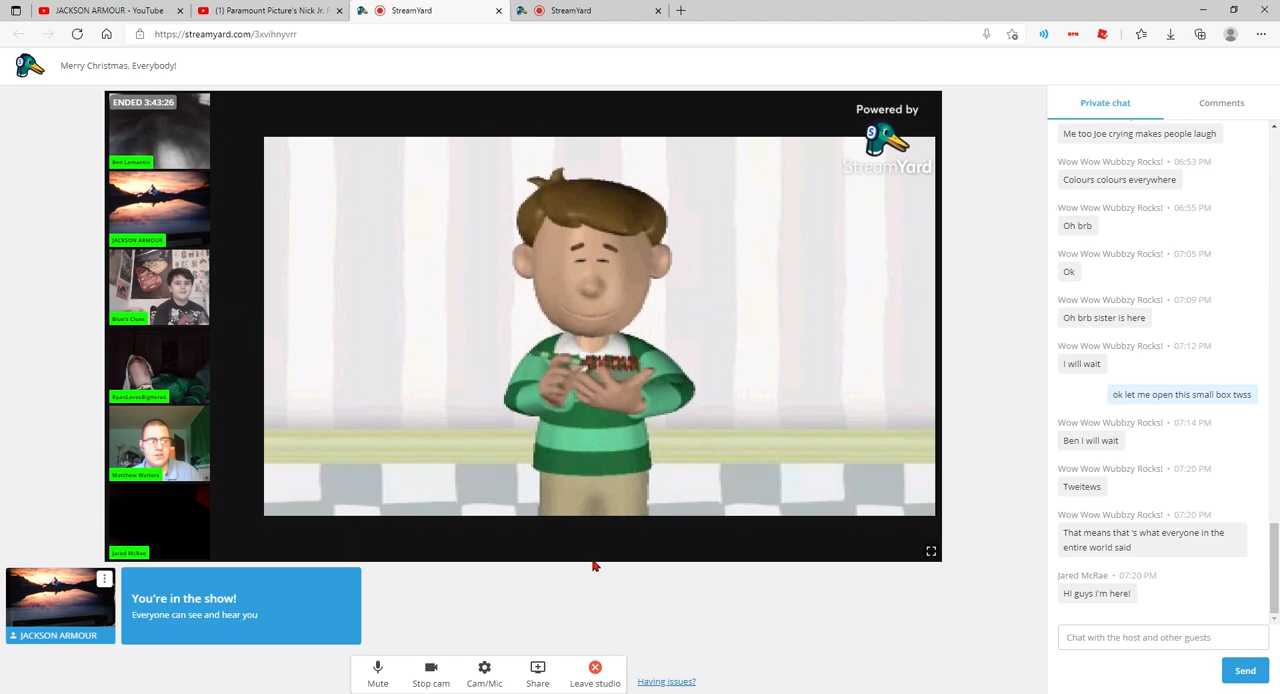 JACKSON ARMOUR - YouTube
(1) Paramount Picture's Nick Jr. F
StreamYard
StreamYard
https://streamyard.com/3xvihnyvrr
Merry Christmas, Everybody!
ENDED 3:43:26
Ben Lamantia
JACKSON ARMOUR
Blue's Clues
RyanLovesBigHero6
Matthew Walters
Jared McRae
Powered by
StreamYard
JACKSON ARMOUR
You're in the show!
Everyone can see and hear you
Mute
Stop cam
Cam/Mic
Share
Leave studio
Having issues?
Private chat
Comments
Me too Joe crying makes people laugh
Wow Wow Wubbzy Rocks! • 06:53 PM
Colours colours everywhere
Wow Wow Wubbzy Rocks! • 06:55 PM
Oh brb
Wow Wow Wubbzy Rocks! • 07:05 PM
Ok
Wow Wow Wubbzy Rocks! • 07:09 PM
Oh brb sister is here
Wow Wow Wubbzy Rocks! • 07:12 PM
I will wait
ok let me open this small box twss
Wow Wow Wubbzy Rocks! • 07:14 PM
Ben I will wait
Wow Wow Wubbzy Rocks! • 07:20 PM
Tweitews
Wow Wow Wubbzy Rocks! • 07:20 PM
That means that 's what everyone in the
entire world said
Jared McRae • 07:20 PM
Hi guys i'm here!
Chat with the host and other guests
Send